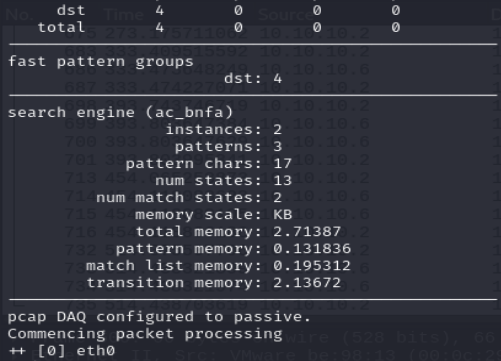 dst 4 0 0 0
total 4 0 0 0
fast pattern groups
dst: 4
search engine (ac_bnfa)
instances: 2
patterns: 3
pattern chars: 17
num states: 13
num match states: 2
memory scale: KB
total memory: 2.71387
pattern memory: 0.131836
match list memory: 0.195312
transition memory: 2.13672
pcap DAQ configured to passive.
Commencing packet processing
++ [0] eth0